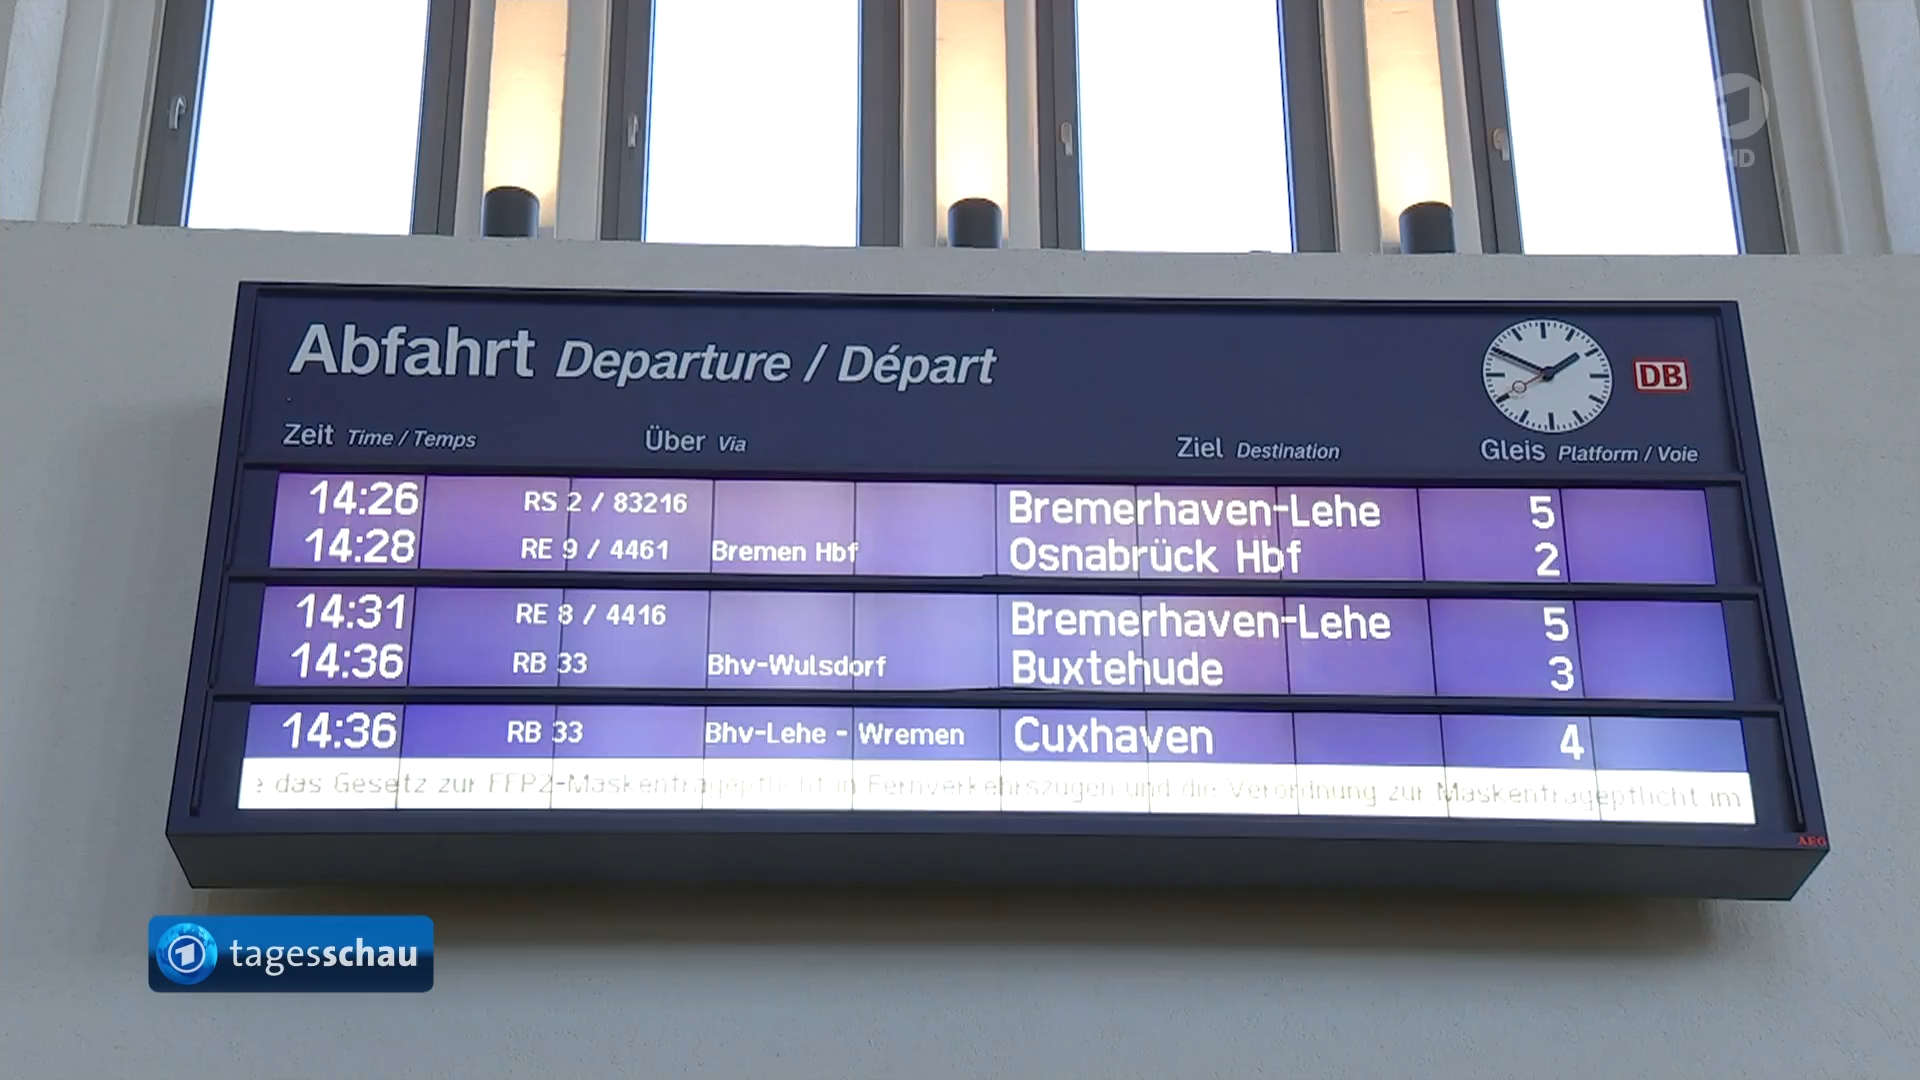 HD
Abfahrt Departure / Départ
DB
Zeit Time / Temps Über Via Ziel Destination Gleis Platform / Voie
14:26 RS 2 / 83216 Bremerhaven-Lehe 5
14:28 RE 9 / 4461 Bremen Hbf Osnabrück Hbf 2
14:31 RE 8 / 4416 Bremerhaven-Lehe 5
14:36 RB 33 Bhv-Wulsdorf Buxtehude 3
14:36 RB 33 Bhv-Lehe - Wremen Cuxhaven 4
e das Gesetz zur FFP2-Maskentragepflicht in Fernverkehrszügen und die Verordnung zur Maskentragepflicht im
AEG
tagesschau